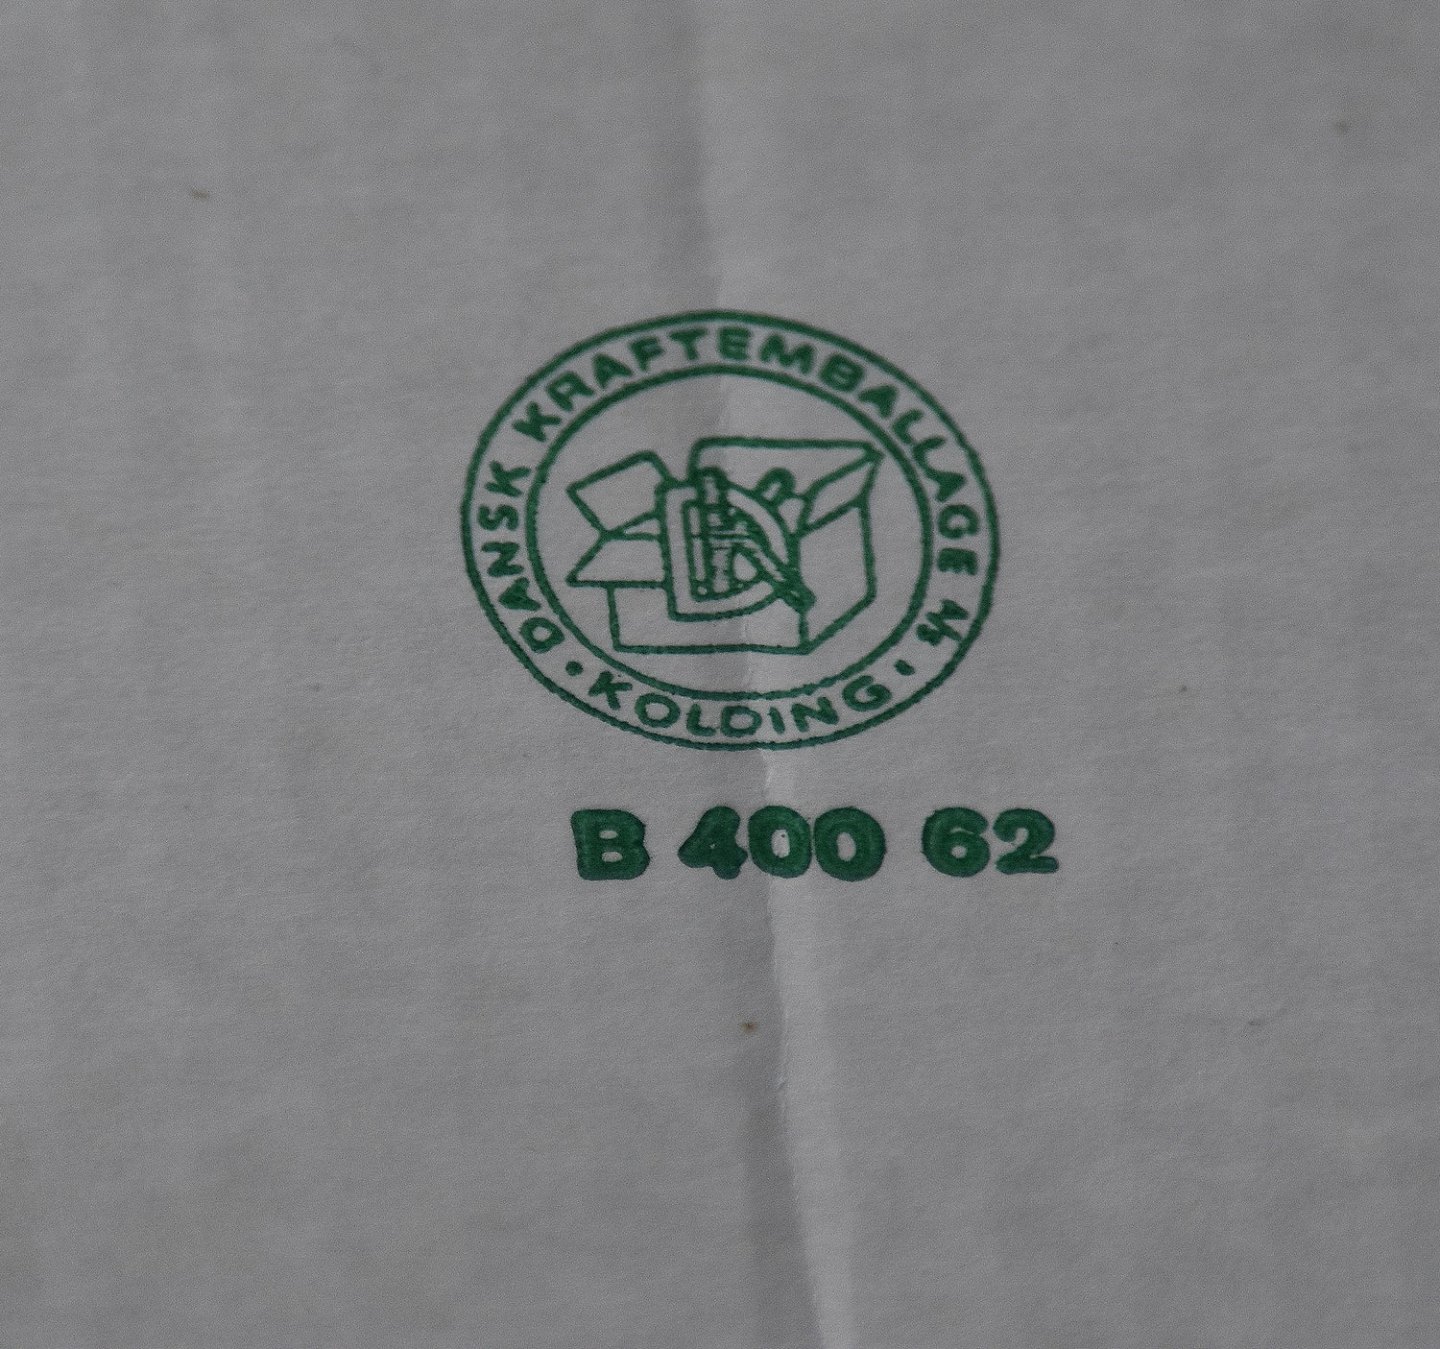 DANSK KRAFTEMBALLAGE A/S
· KOLDING ·
B 400 62